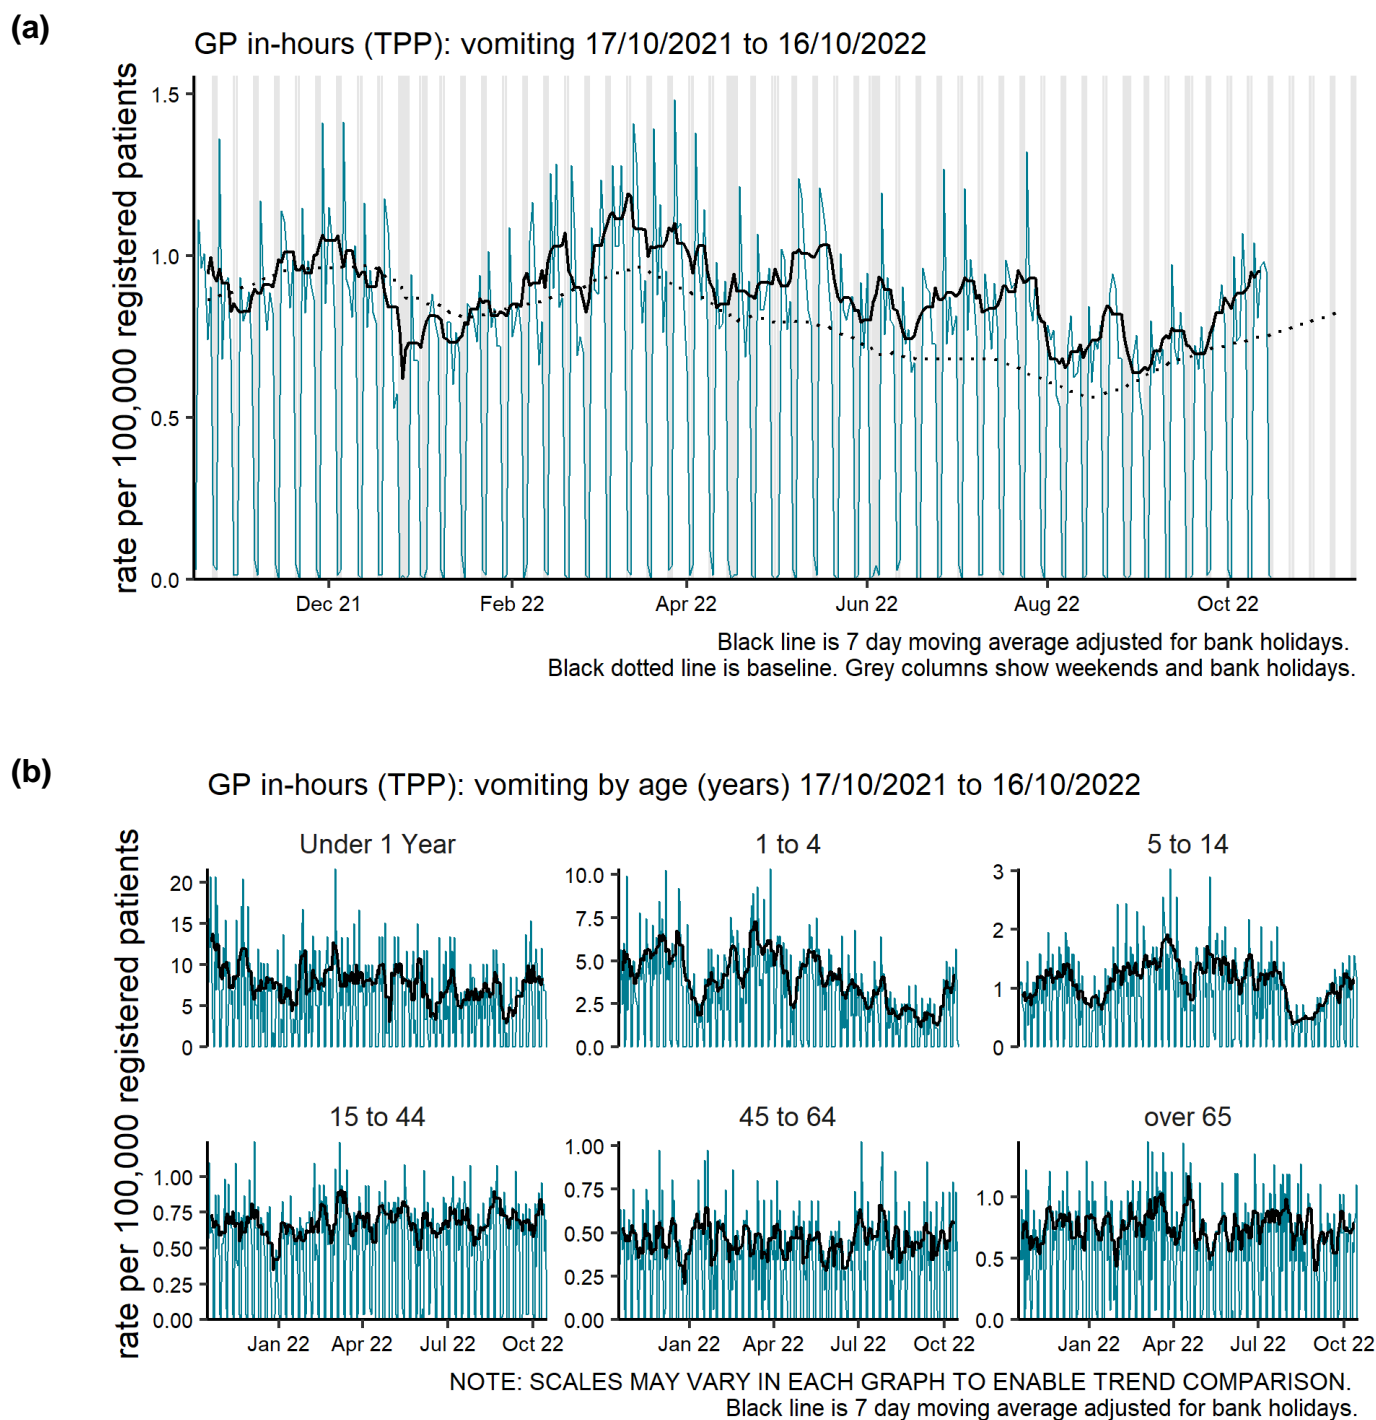 (a)
GP in-hours (TPP): vomiting 17/10/2021 to 16/10/2022
rate per 100,000 registered patients
1.5
1.0
0.5
0.0
Dec 21 Feb 22 Apr 22 Jun 22 Aug 22 Oct 22
Black line is 7 day moving average adjusted for bank holidays.
Black dotted line is baseline. Grey columns show weekends and bank holidays.
(b)
GP in-hours (TPP): vomiting by age (years) 17/10/2021 to 16/10/2022
rate per 100,000 registered patients
Under 1 Year
20
15
10
5
0
1 to 4
10.0
7.5
5.0
2.5
0.0
5 to 14
3
2
1
0
15 to 44
1.00
0.75
0.50
0.25
0.00
Jan 22 Apr 22 Jul 22 Oct 22
45 to 64
1.00
0.75
0.50
0.25
0.00
Jan 22 Apr 22 Jul 22 Oct 22
over 65
1.0
0.5
0.0
Jan 22 Apr 22 Jul 22 Oct 22
NOTE: SCALES MAY VARY IN EACH GRAPH TO ENABLE TREND COMPARISON.
Black line is 7 day moving average adjusted for bank holidays.